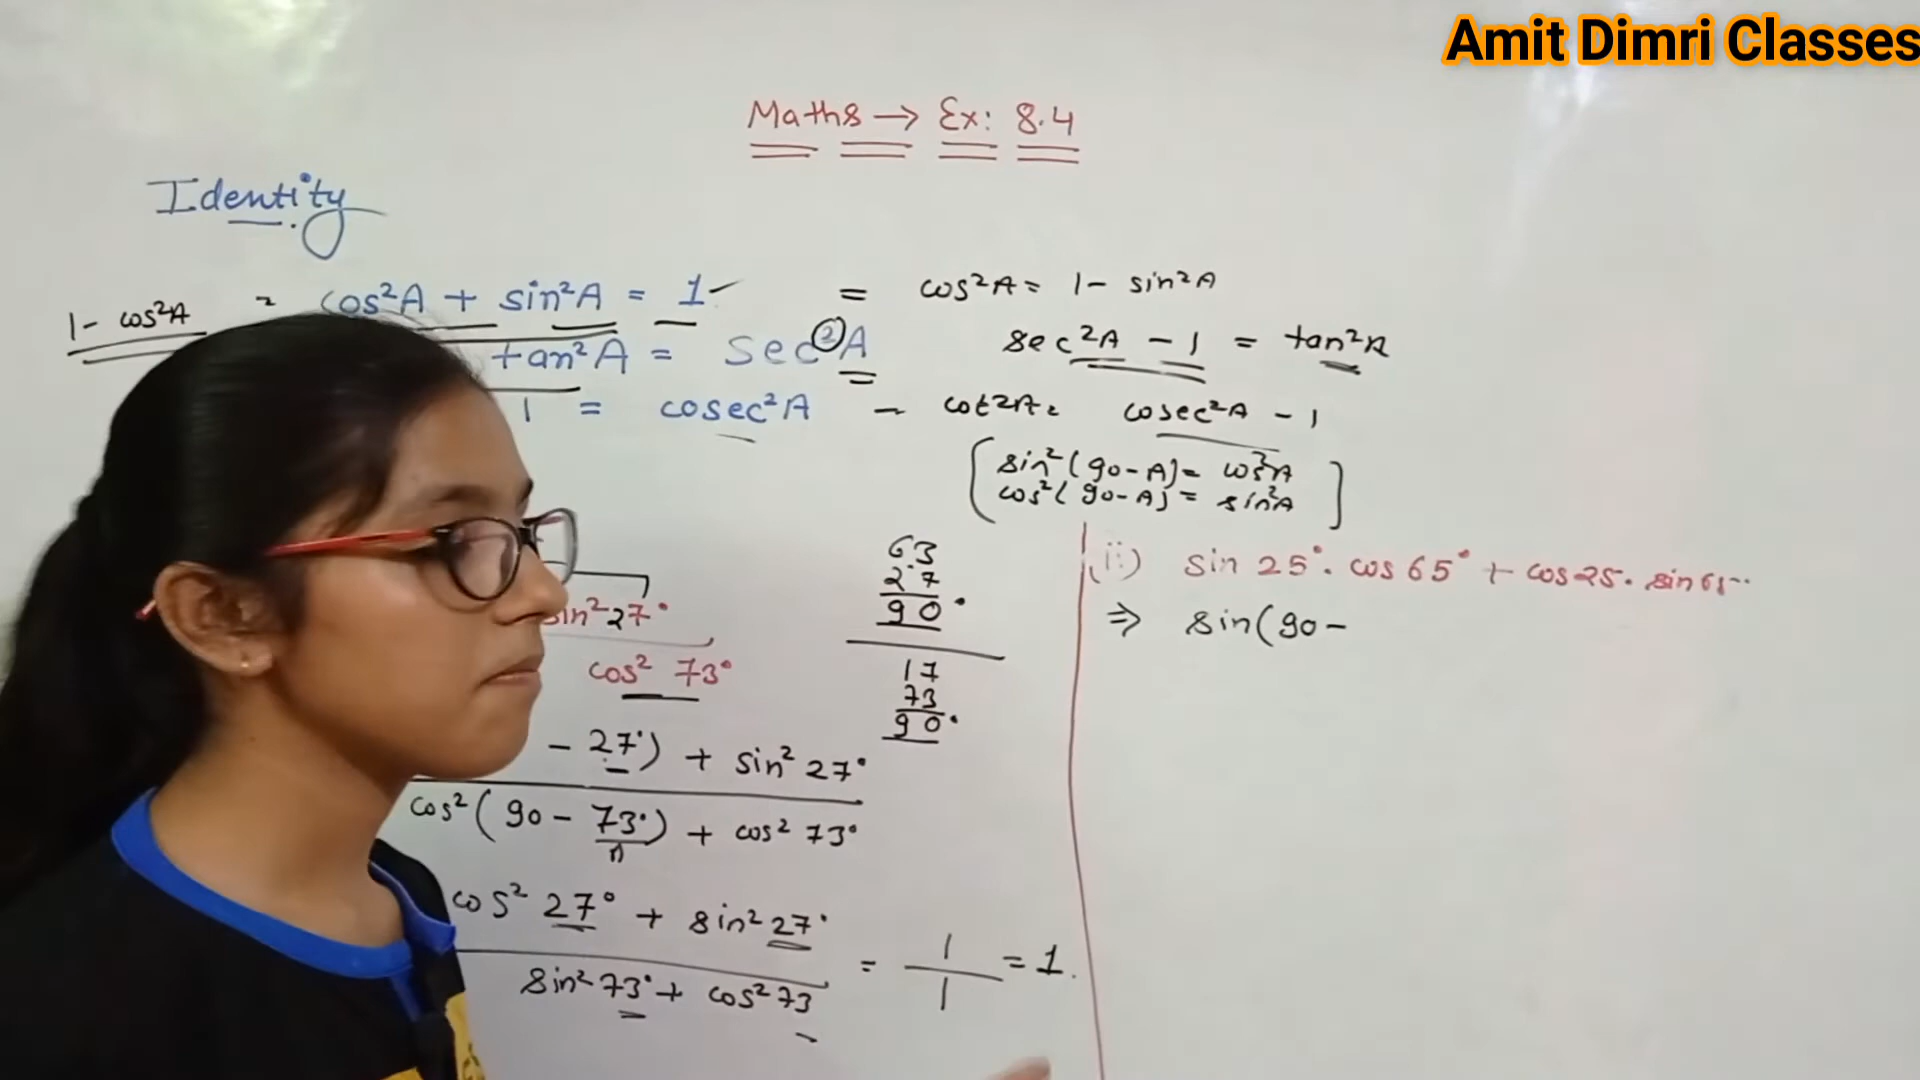 Amit Dimri Classes
Maths → Ex: 8.4
Identity
1 - cos²A = cos²A + sin²A = 1 = cos²A = 1 - sin²A
tan²A = sec²A sec²A - 1 = tan²A
1 = cosec²A - cot²A = cosec²A - 1
sin²(90-A) = cos²A
cos²(90-A) = sin²A
63
27
90
17
73
90
sin²27°
cos² 73°
- 27°) + sin² 27°
cos²(90 - 73°) + cos² 73°
cos² 27° + sin² 27°
sin² 73° + cos² 73
= 1/1 = 1.
(ii) sin 25°. cos 65° + cos 25. sin 65
⇒ sin(90 -